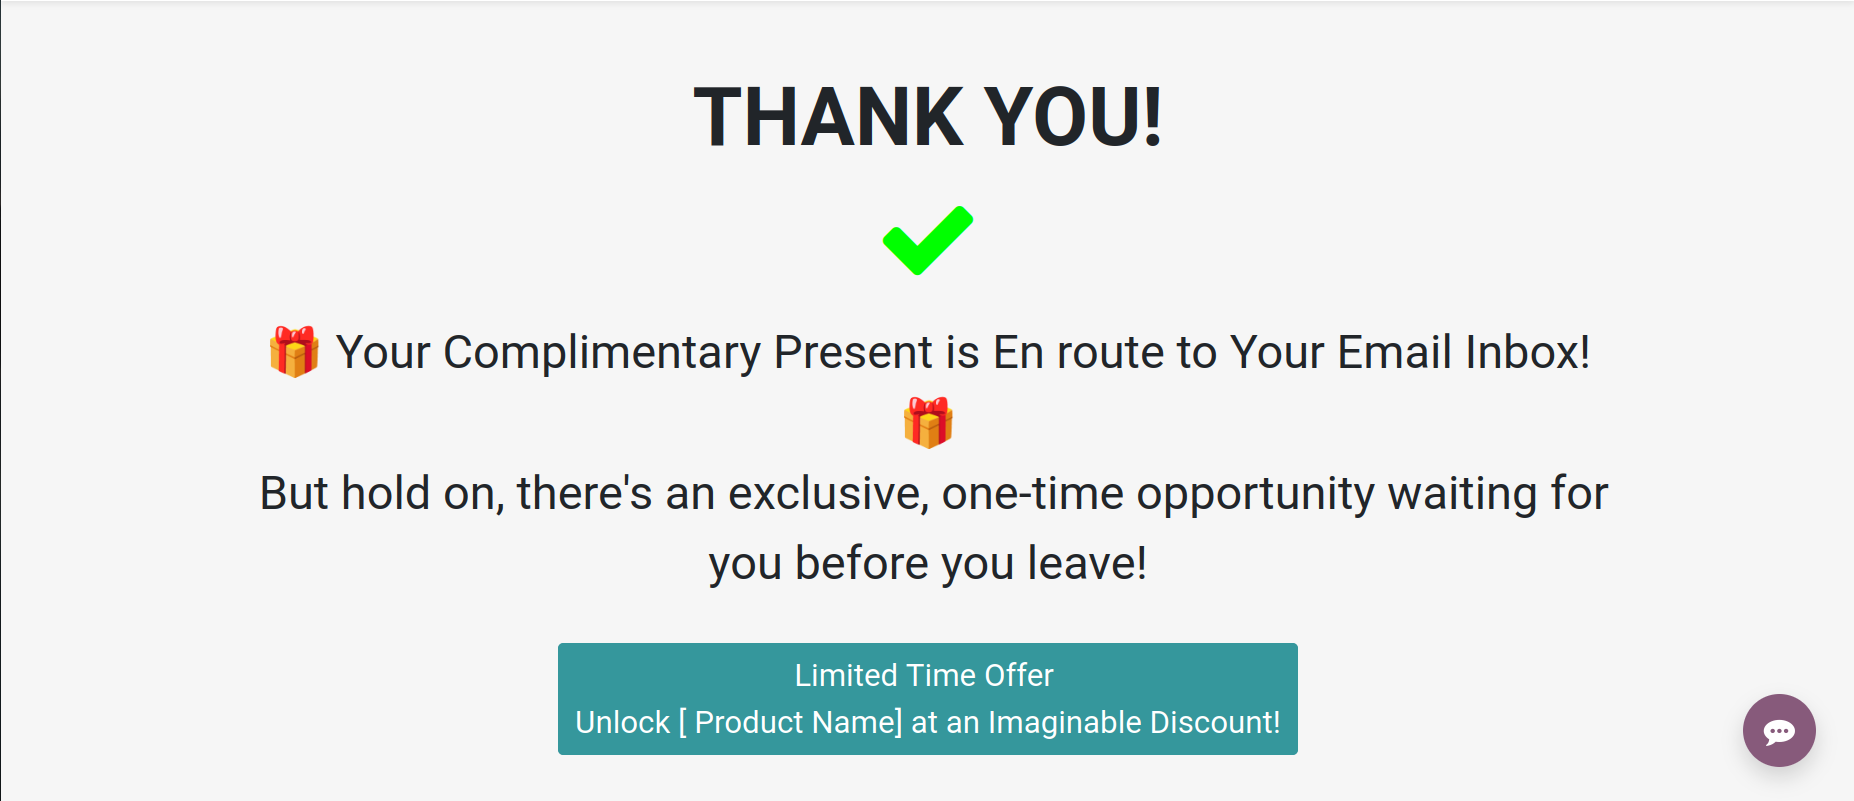 THANK YOU!
🎁 Your Complimentary Present is En route to Your Email Inbox!
🎁
But hold on, there's an exclusive, one-time opportunity waiting for
you before you leave!
Limited Time Offer
Unlock [ Product Name] at an Imaginable Discount!